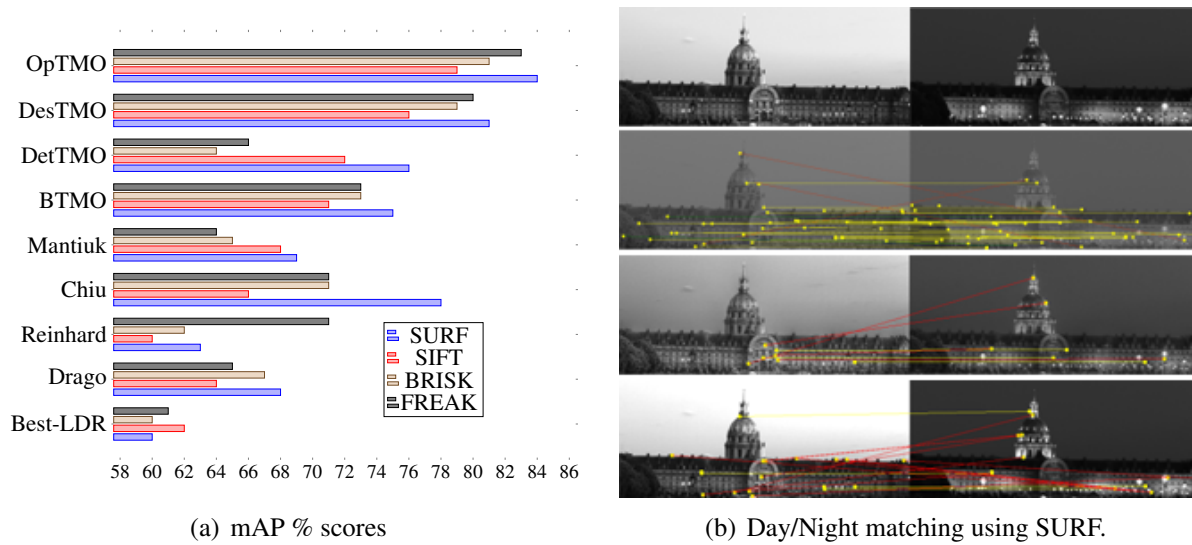 OpTMO
DesTMO
DetTMO
BTMO
Mantiuk
Chiu
Reinhard
Drago
Best-LDR
SURF
SIFT
BRISK
FREAK
58 60 62 64 66 68 70 72 74 76 78 80 82 84 86
(a) mAP % scores
(b) Day/Night matching using SURF.